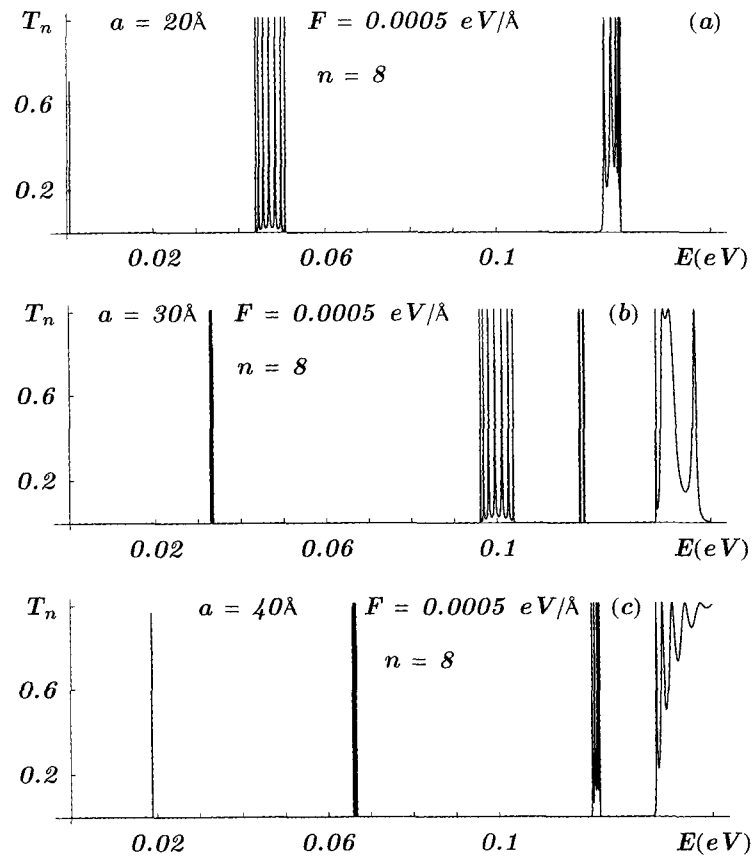 T_n a = 20Å F = 0.0005 eV/Å (a)
n = 8
0.6
0.2
0.02 0.06 0.1 E(eV)
T_n a = 30Å F = 0.0005 eV/Å (b)
n = 8
0.6
0.2
0.02 0.06 0.1 E(eV)
T_n a = 40Å F = 0.0005 eV/Å (c)
n = 8
0.6
0.2
0.02 0.06 0.1 E(eV)